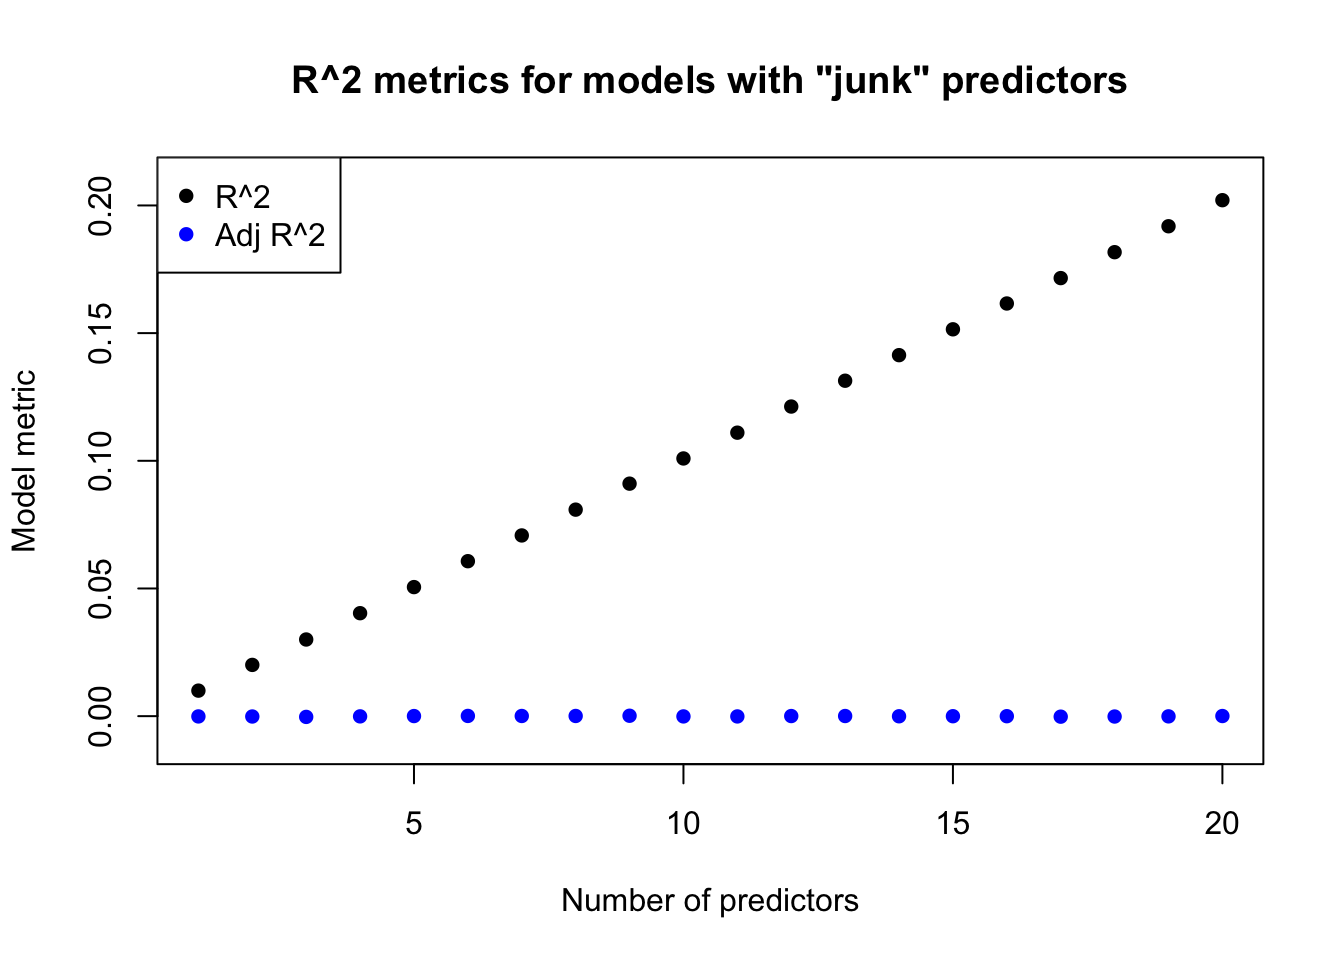 R^2 metrics for models with "junk" predictors
R^2
Adj R^2
0.20
0.15
0.10
0.05
0.00
Model metric
5 10 15 20
Number of predictors